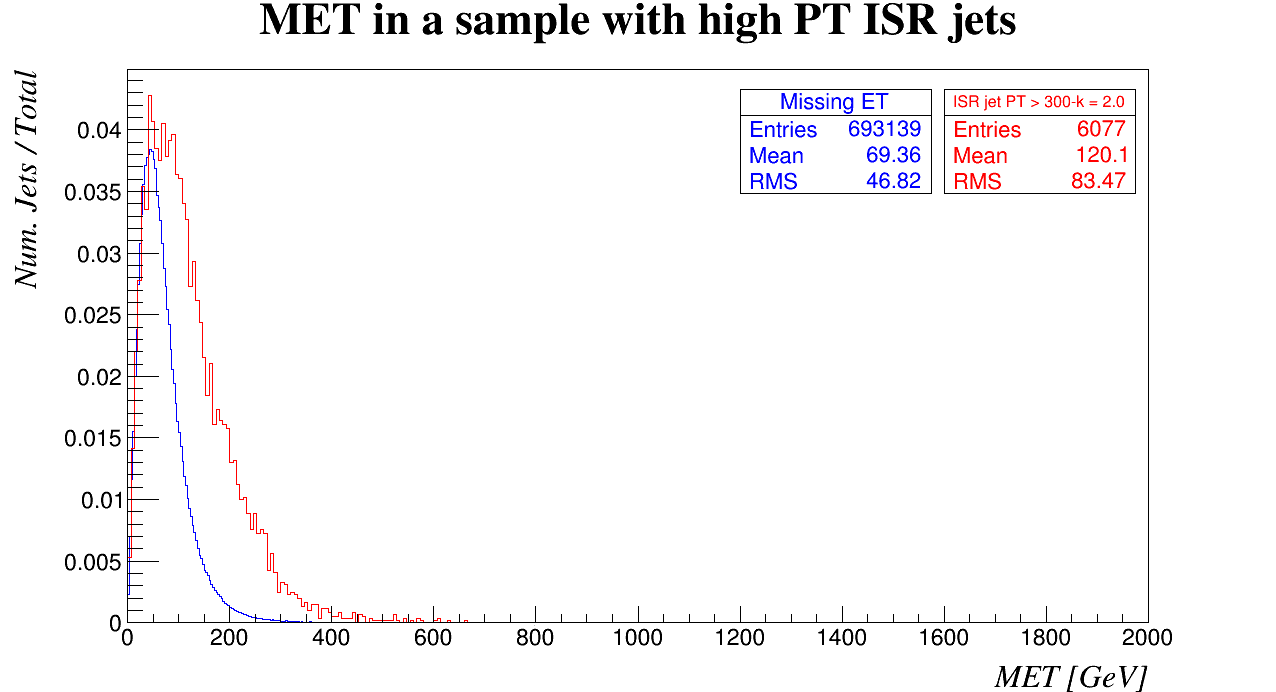 MET in a sample with high PT ISR jets
Num. Jets / Total
Missing ET
Entries 693139
Mean 69.36
RMS 46.82
ISR jet PT > 300-k = 2.0
Entries 6077
Mean 120.1
RMS 83.47
0.04
0.035
0.03
0.025
0.02
0.015
0.01
0.005
0
0 200 400 600 800 1000 1200 1400 1600 1800 2000
MET [GeV]